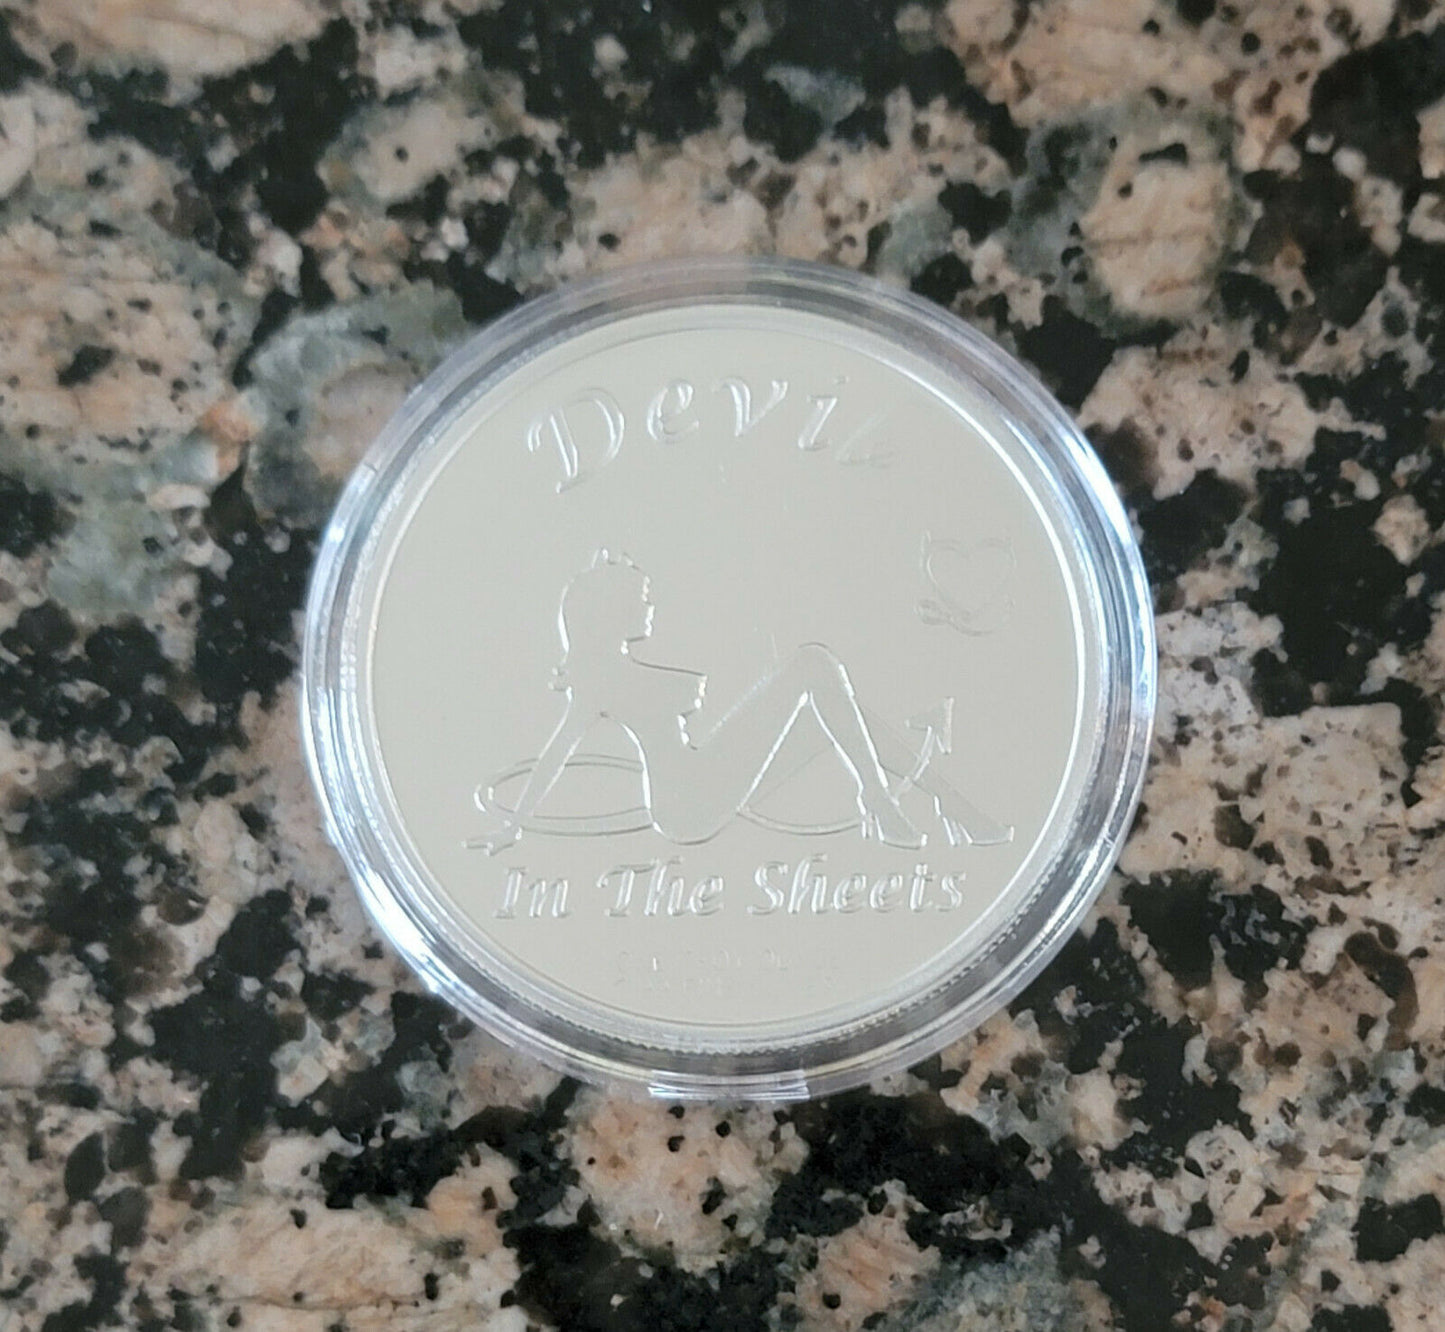 Devil
In The Sheets